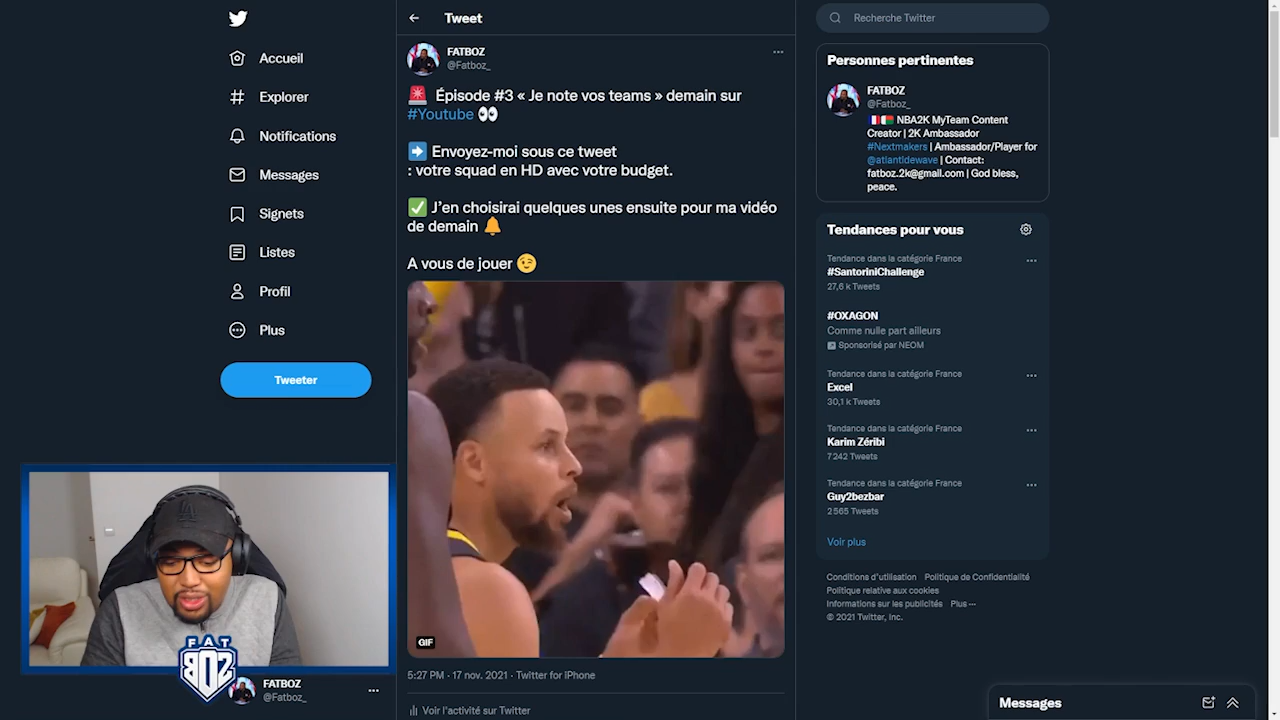 Accueil
Explorer
Notifications
Messages
Signets
Listes
Profil
Plus
Tweeter
FAT
BOZ
FATBOZ
@Fatboz_
Tweet
FATBOZ
@Fatboz_
🚨 Épisode #3 « Je note vos teams » demain sur
#Youtube 👀
➡️ Envoyez-moi sous ce tweet
: votre squad en HD avec votre budget.
✅ J’en choisirai quelques unes ensuite pour ma vidéo
de demain 🔔
A vous de jouer 😉
GIF
5:27 PM · 17 nov. 2021 · Twitter for iPhone
Voir l’activité sur Twitter
Recherche Twitter
Personnes pertinentes
FATBOZ
@Fatboz_
🇫🇷🇲🇬 NBA2K MyTeam Content
Creator | 2K Ambassador
#Nextmakers | Ambassador/Player for
@atlantidewave | Contact:
fatboz.2k@gmail.com | God bless,
peace.
Tendances pour vous
Tendance dans la catégorie France
#SantoriniChallenge
27,6 k Tweets
#OXAGON
Comme nulle part ailleurs
Sponsorisé par NEOM
Tendance dans la catégorie France
Excel
30,1 k Tweets
Tendance dans la catégorie France
Karim Zéribi
7 242 Tweets
Tendance dans la catégorie France
Guy2bezbar
2 565 Tweets
Voir plus
Conditions d’utilisation Politique de Confidentialité
Politique relative aux cookies
Informations sur les publicités Plus ···
© 2021 Twitter, Inc.
Messages